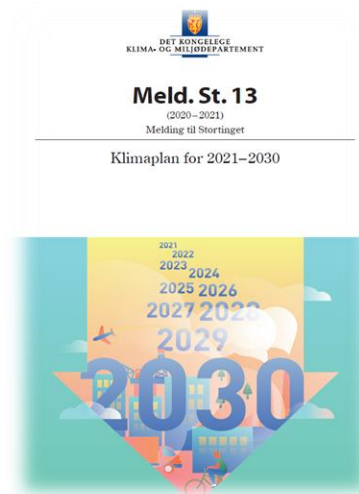 DET KONGELEGE
KLIMA- OG MILJØDEPARTEMENT
Meld. St. 13
(2020–2021)
Melding til Stortinget
Klimaplan for 2021–2030
2021
2022
2023
2024
2025 2026
2027 2028
2029
2030